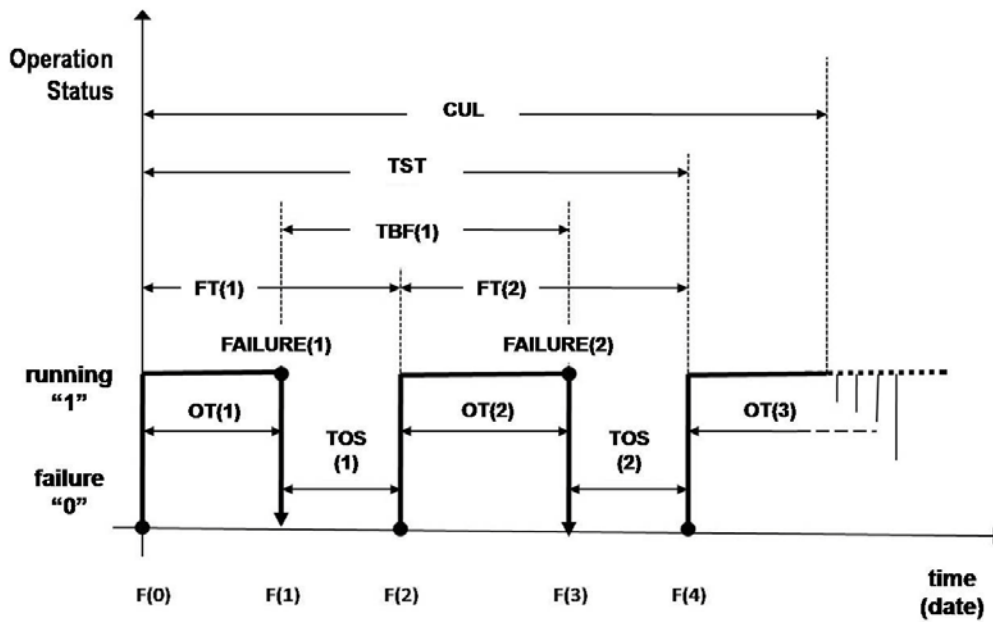 Operation
Status
CUL
TST
TBF(1)
FT(1)
FT(2)
FAILURE(1)
FAILURE(2)
running
“1”
OT(1)
OT(2)
OT(3)
TOS
(1)
TOS
(2)
failure
“0”
F(0)
F(1)
F(2)
F(3)
F(4)
time
(date)